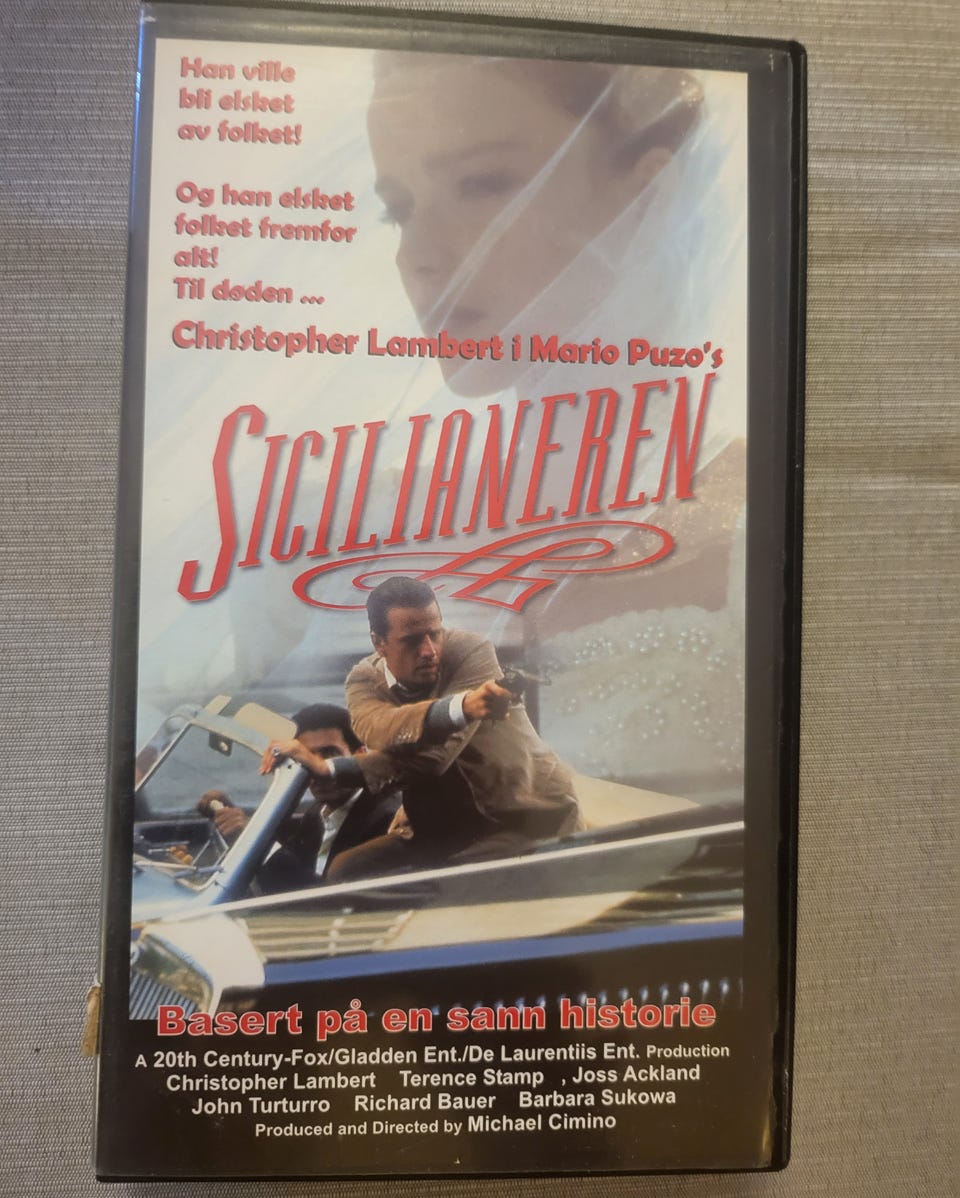 Han ville
bli elsket
av folket!
Og han elsket
folket fremfor
alt!
Til døden ...
Christopher Lambert i Mario Puzo's
SICILIANEREN
Basert på en sann historie
A 20th Century-Fox/Gladden Ent./De Laurentiis Ent. Production
Christopher Lambert Terence Stamp , Joss Ackland
John Turturro Richard Bauer Barbara Sukowa
Produced and Directed by Michael Cimino